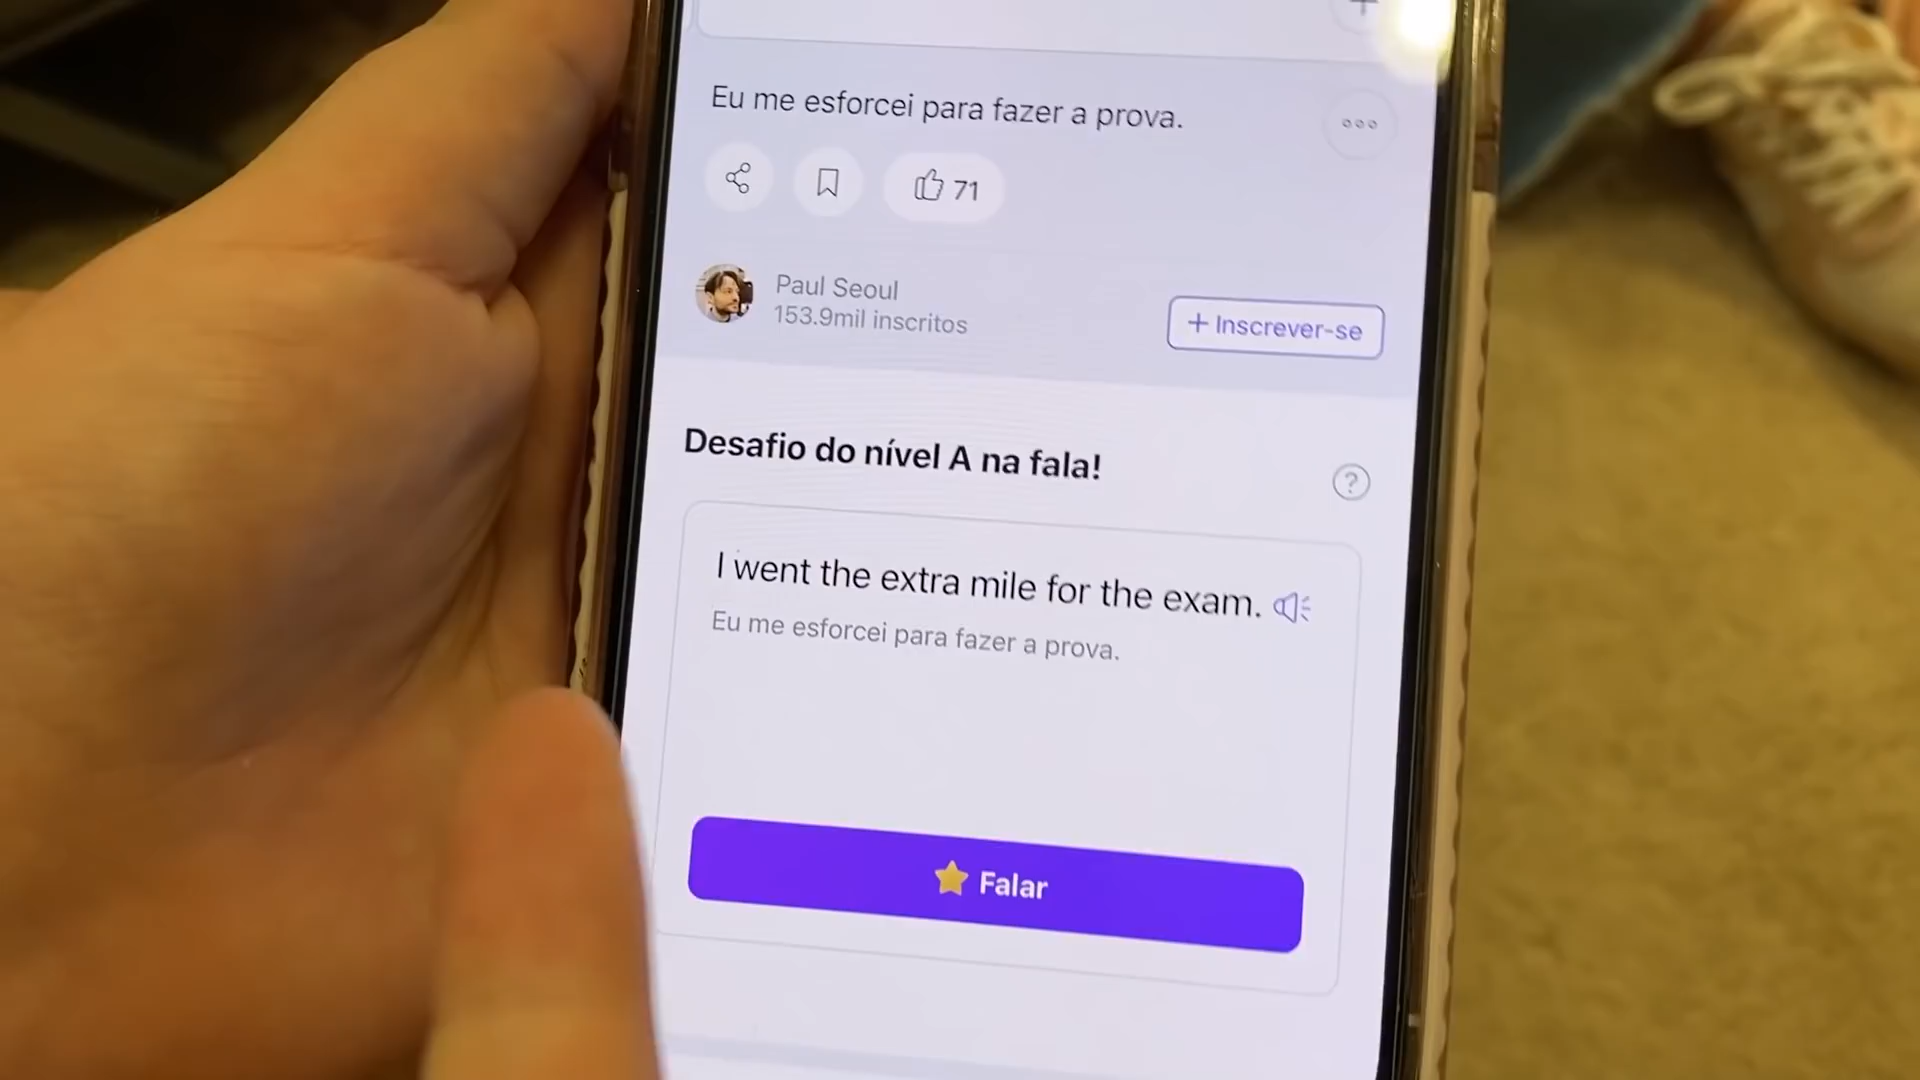 Eu me esforcei para fazer a prova.
71
Paul Seoul
153.9mil inscritos
+ Inscrever-se
Desafio do nível A na fala!
?
I went the extra mile for the exam.
Eu me esforcei para fazer a prova.
Falar